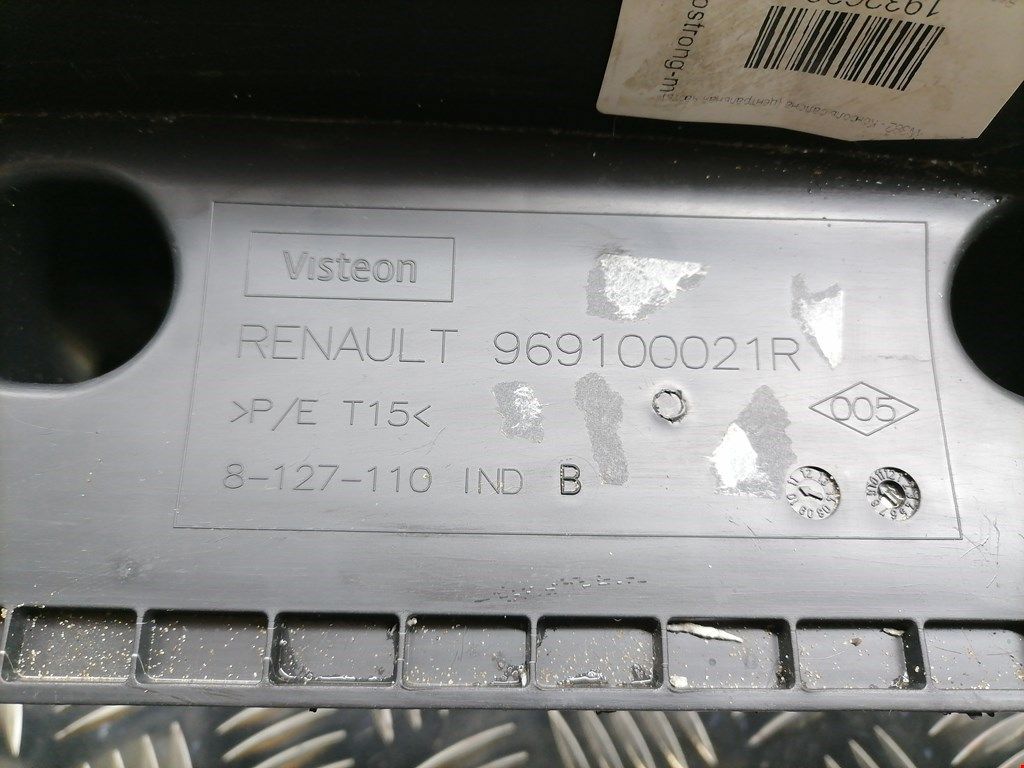 Visteon
RENAULT 969100021R
>P/E T15<
005
8-127-110 IND B